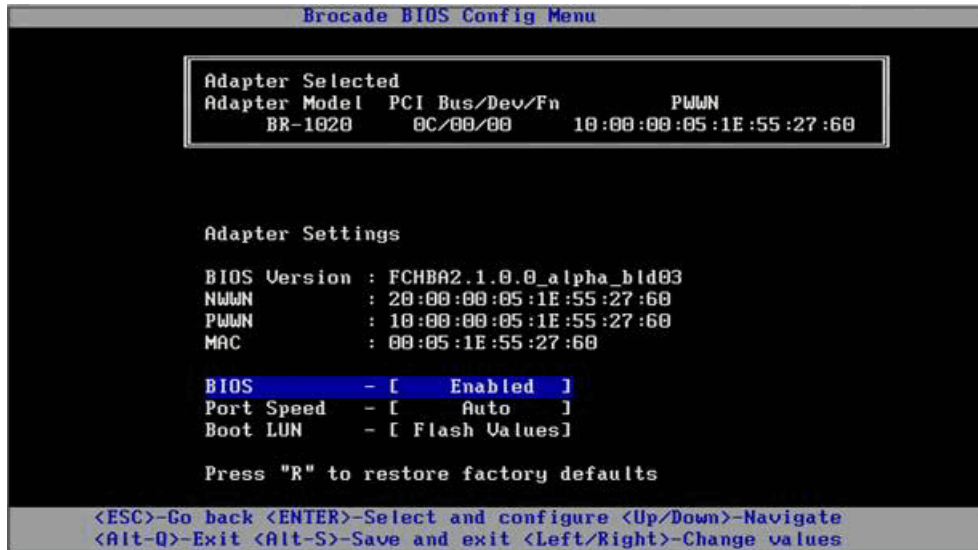 Brocade BIOS Config Menu
Adapter Selected
Adapter Model PCI Bus/Dev/Fn PWWN
BR-1020 0C/00/00 10:00:00:05:1E:55:27:60
Adapter Settings
BIOS Version : FCHBA2.1.0.0_alpha_bld03
NWWN : 20:00:00:05:1E:55:27:60
PWWN : 10:00:00:05:1E:55:27:60
MAC : 00:05:1E:55:27:60
BIOS - [ Enabled ]
Port Speed - [ Auto ]
Boot LUN - [ Flash Values]
Press "R" to restore factory defaults
<ESC>-Go back <ENTER>-Select and configure <Up/Down>-Navigate
<Alt-Q>-Exit <Alt-S>-Save and exit <Left/Right>-Change values